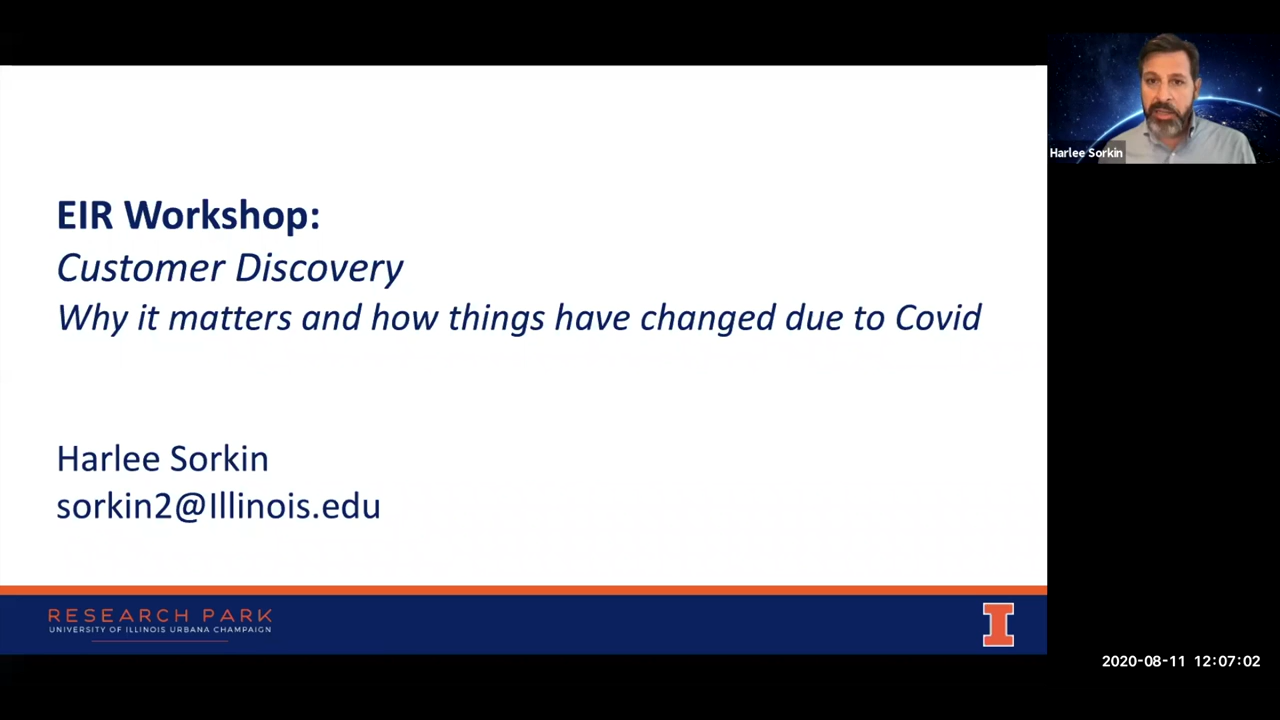 EIR Workshop:
Customer Discovery
Why it matters and how things have changed due to Covid
Harlee Sorkin
sorkin2@Illinois.edu
RESEARCH PARK
UNIVERSITY OF ILLINOIS URBANA CHAMPAIGN
I
Harlee Sorkin
2020-08-11 12:07:02